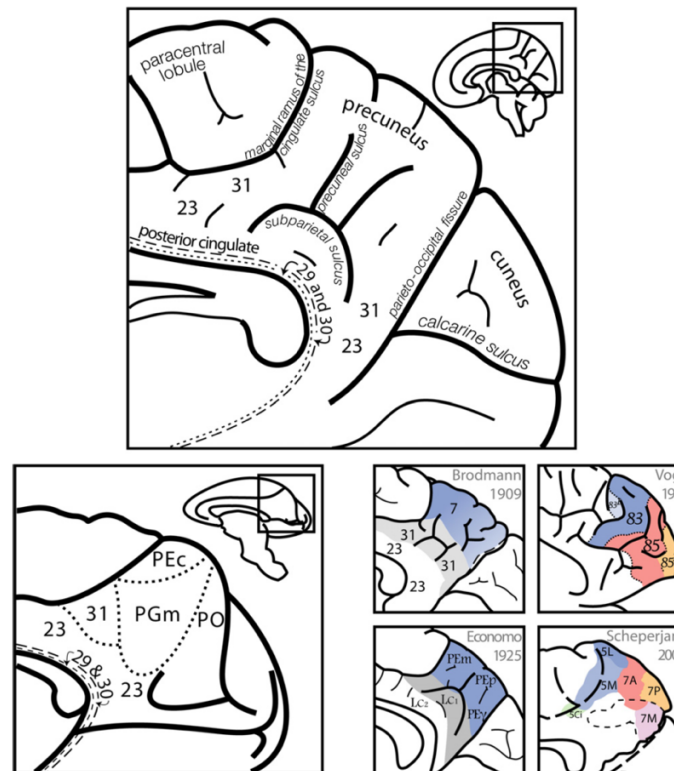 paracentral
lobule
marginal ramus of the
cingulate sulcus
precuneus
precuneal sulcus
31
23
subparietal sulcus
posterior cingulate
29 and 30
31
23
parieto-occipital fissure
cuneus
calcarine sulcus
PEc
PGm
PO
31
23
23
29 & 30
Brodmann
1909
7
31
23
31
23
83
85
85
Economo
1925
PEm
PEp
PEγ
LC2
LC1
Scheperjan
200
5L
5M
7A
7P
7M
sci